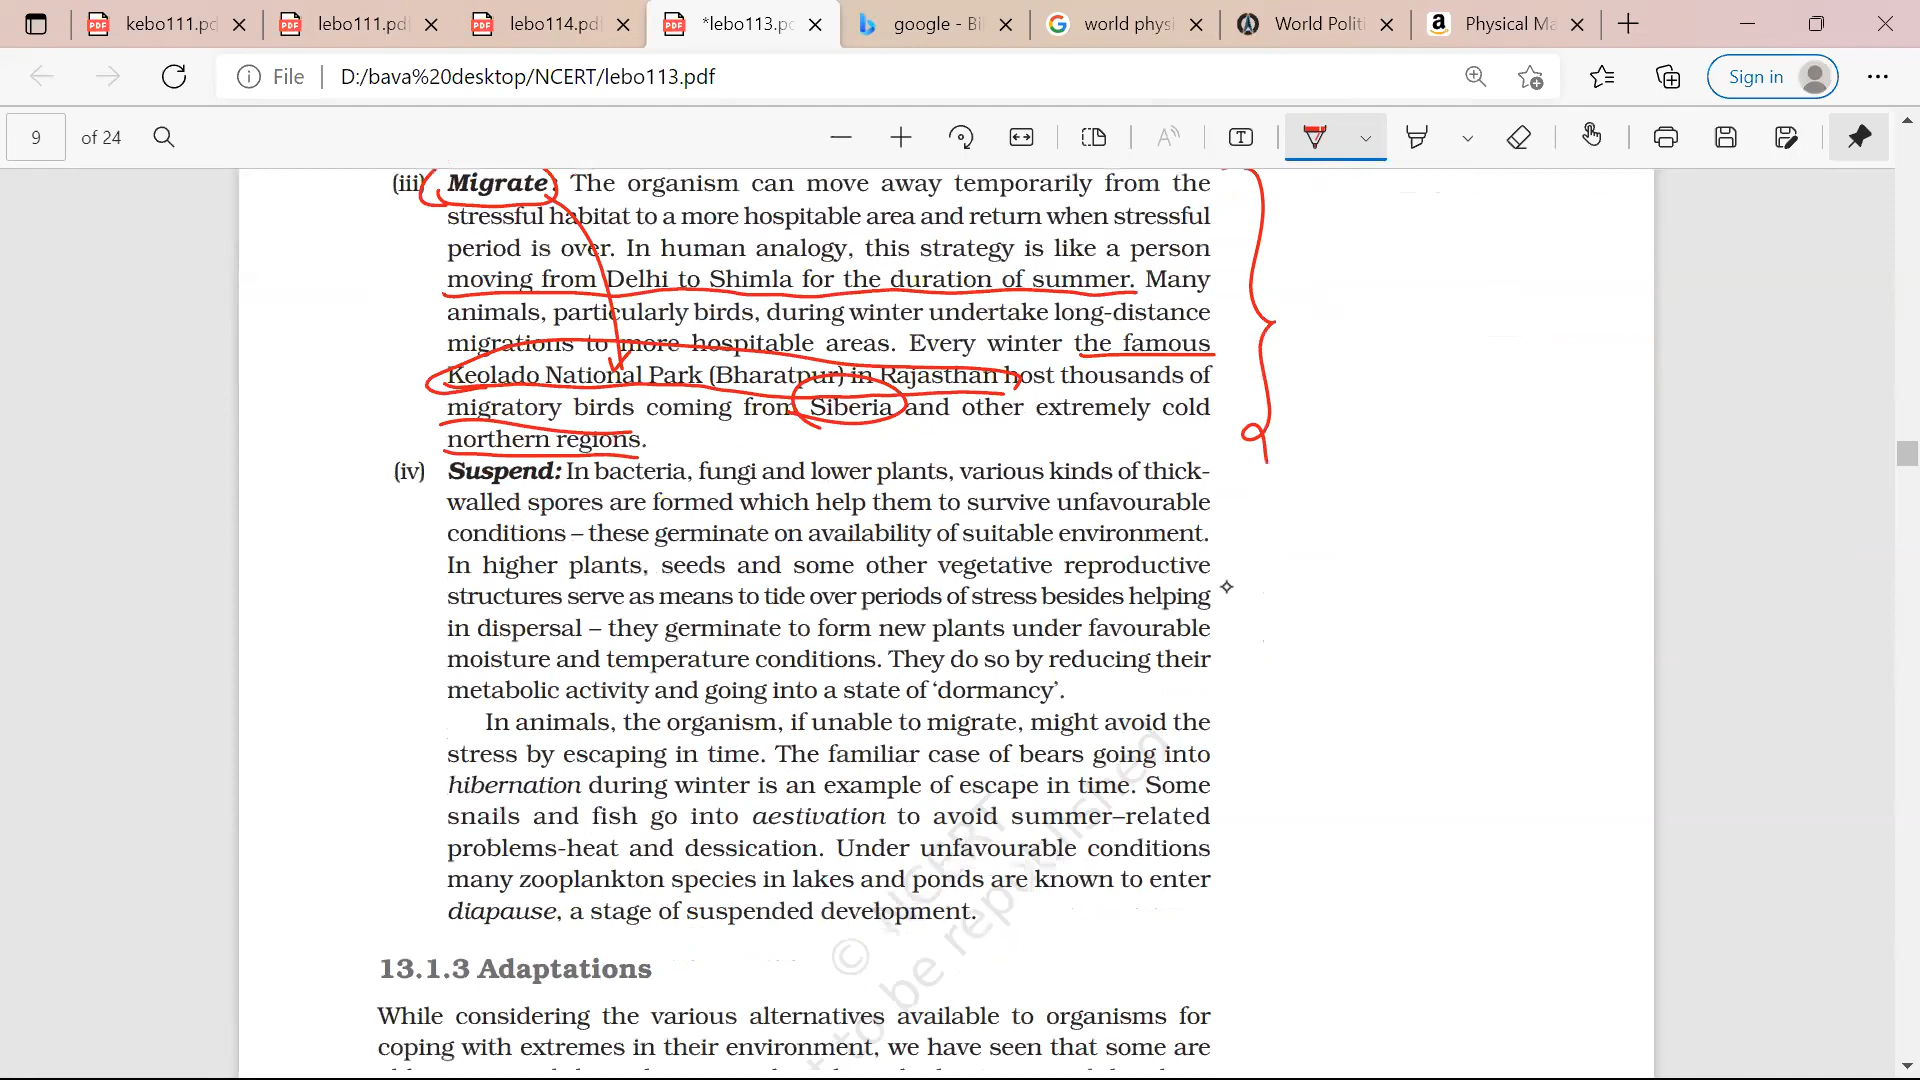 kebo111.pd
lebo111.pdf
lebo114.pdf
*lebo113.pd
google - Bi
world physi
World Politi
Physical Ma
File
D:/bava%20desktop/NCERT/lebo113.pdf
Sign in
9 of 24
(iii) Migrate: The organism can move away temporarily from the
stressful habitat to a more hospitable area and return when stressful
period is over. In human analogy, this strategy is like a person
moving from Delhi to Shimla for the duration of summer. Many
animals, particularly birds, during winter undertake long-distance
migrations to more hospitable areas. Every winter the famous
Keolado National Park (Bharatpur) in Rajasthan host thousands of
migratory birds coming from Siberia and other extremely cold
northern regions.
(iv) Suspend: In bacteria, fungi and lower plants, various kinds of thick-
walled spores are formed which help them to survive unfavourable
conditions – these germinate on availability of suitable environment.
In higher plants, seeds and some other vegetative reproductive
structures serve as means to tide over periods of stress besides helping
in dispersal – they germinate to form new plants under favourable
moisture and temperature conditions. They do so by reducing their
metabolic activity and going into a state of ‘dormancy’.
In animals, the organism, if unable to migrate, might avoid the
stress by escaping in time. The familiar case of bears going into
hibernation during winter is an example of escape in time. Some
snails and fish go into aestivation to avoid summer–related
problems-heat and dessication. Under unfavourable conditions
many zooplankton species in lakes and ponds are known to enter
diapause, a stage of suspended development.
© NCERT
t to be republished
13.1.3 Adaptations
While considering the various alternatives available to organisms for
coping with extremes in their environment, we have seen that some are